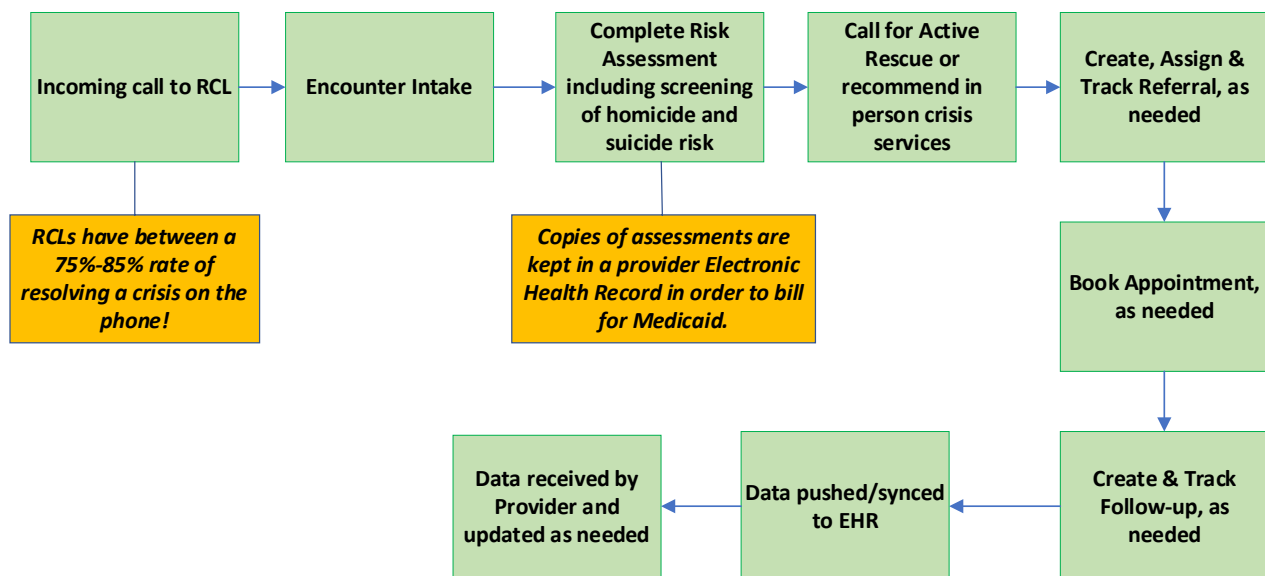 Incoming call to RCL
Encounter Intake
Complete Risk
Assessment
including screening
of homicide and
suicide risk
Call for Active
Rescue or
recommend in
person crisis
services
Create, Assign &
Track Referral, as
needed
RCLs have between a
75%-85% rate of
resolving a crisis on the
phone!
Copies of assessments are
kept in a provider Electronic
Health Record in order to bill
for Medicaid.
Book Appointment,
as needed
Create & Track
Follow-up, as
needed
Data pushed/synced
to EHR
Data received by
Provider and
updated as needed